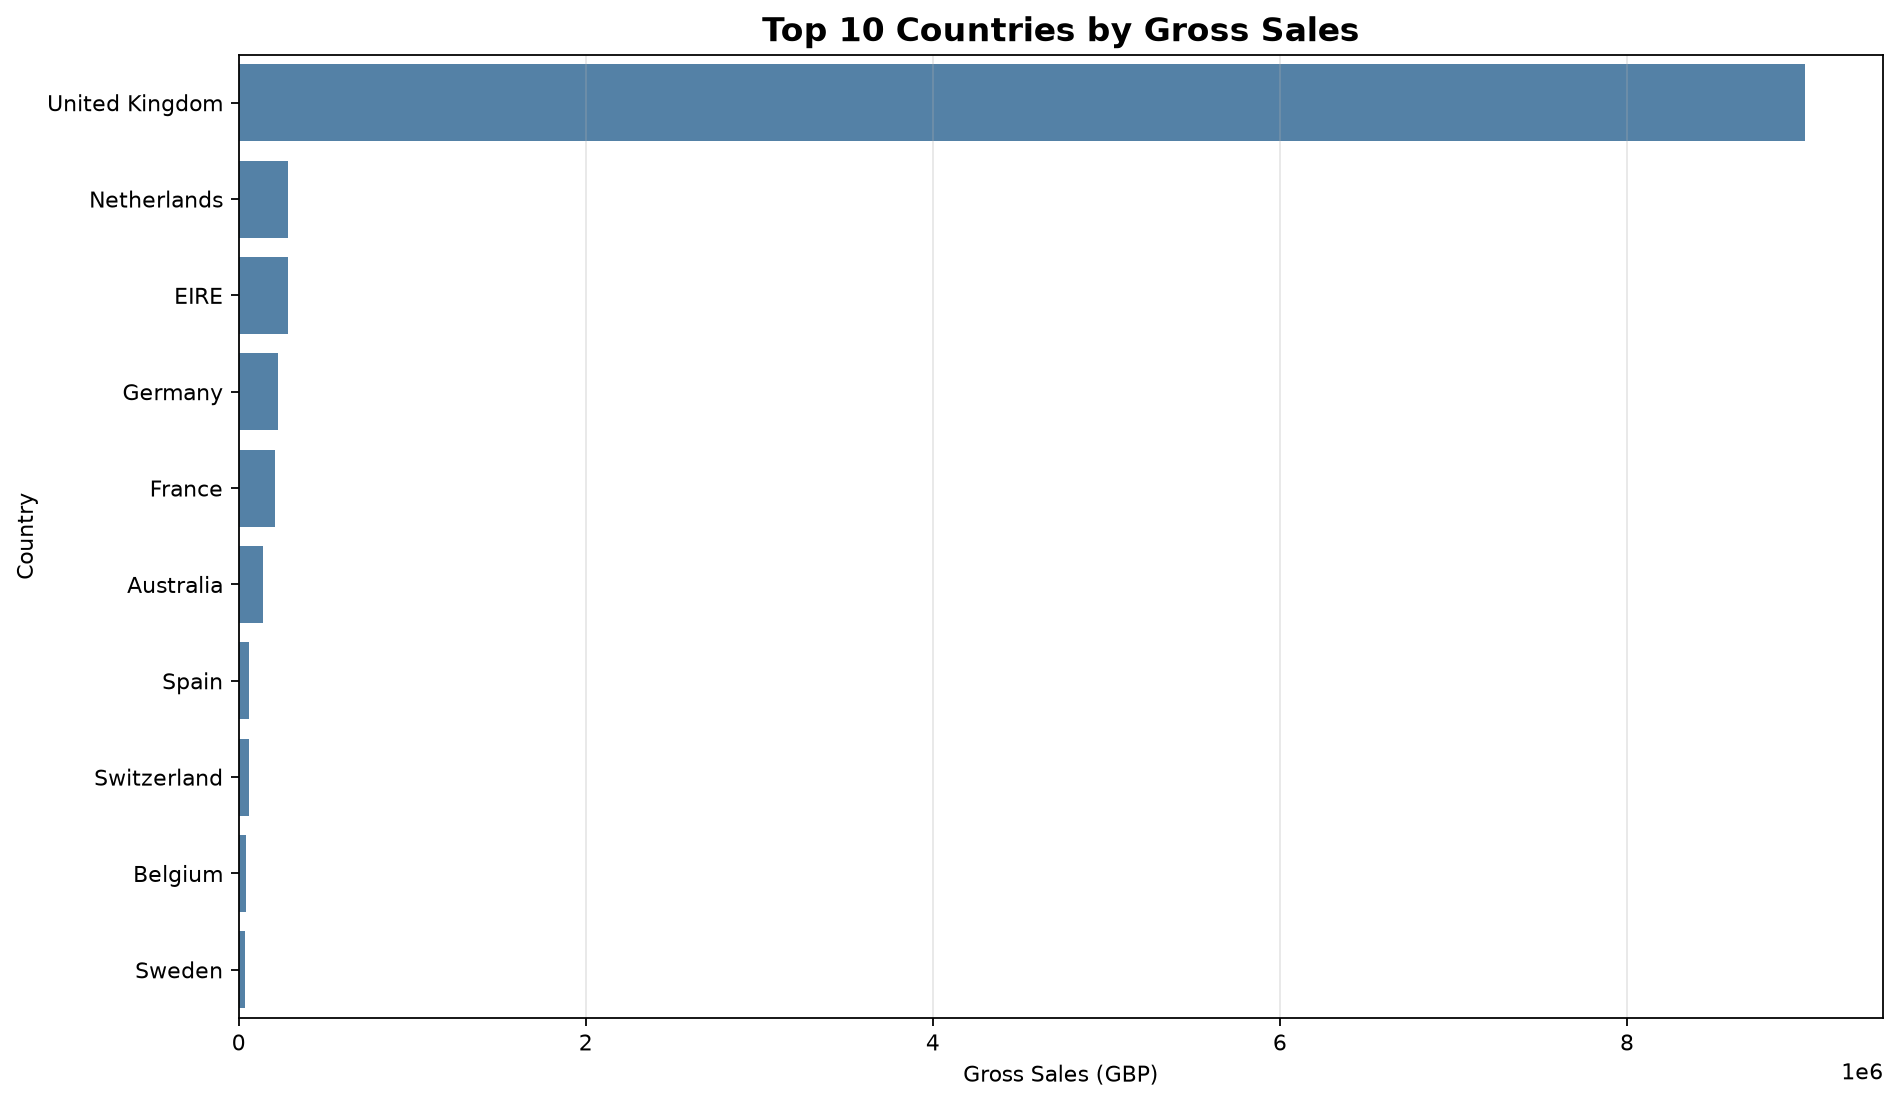 Top 10 Countries by Gross Sales
United Kingdom
Netherlands
EIRE
Germany
France
Australia
Spain
Switzerland
Belgium
Sweden
Country
0 2 4 6 8
Gross Sales (GBP)
1e6